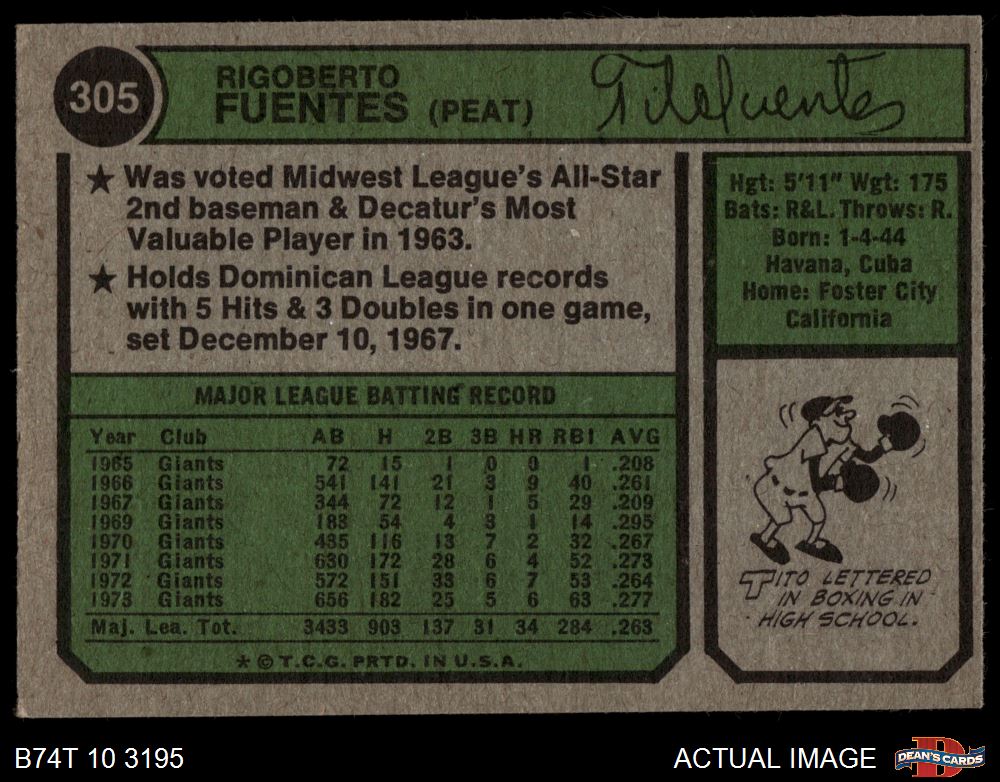 305
RIGOBERTO
FUENTES (PEAT)
Tito Fuentes
★ Was voted Midwest League's All-Star
2nd baseman & Decatur's Most
Valuable Player in 1963.
★ Holds Dominican League records
with 5 Hits & 3 Doubles in one game,
set December 10, 1967.
Hgt: 5'11" Wgt: 175
Bats: R&L. Throws: R.
Born: 1-4-44
Havana, Cuba
Home: Foster City
California
MAJOR LEAGUE BATTING RECORD
Year Club AB H 2B 3B HR RBI AVG
1965 Giants 72 15 1 0 0 1 .208
1966 Giants 541 141 21 3 9 40 .261
1967 Giants 344 72 12 1 5 29 .209
1969 Giants 183 54 4 3 1 14 .295
1970 Giants 435 116 13 7 2 32 .267
1971 Giants 630 172 28 6 4 52 .273
1972 Giants 572 151 33 6 7 53 .264
1973 Giants 656 182 25 5 6 63 .277
Maj. Lea. Tot. 3433 903 137 31 34 284 .263
* © T.C.G. PRTD. IN U.S.A.
TITO LETTERED
IN BOXING IN
HIGH SCHOOL.
B74T 10 3195
ACTUAL IMAGE
D
DEAN'S CARDS